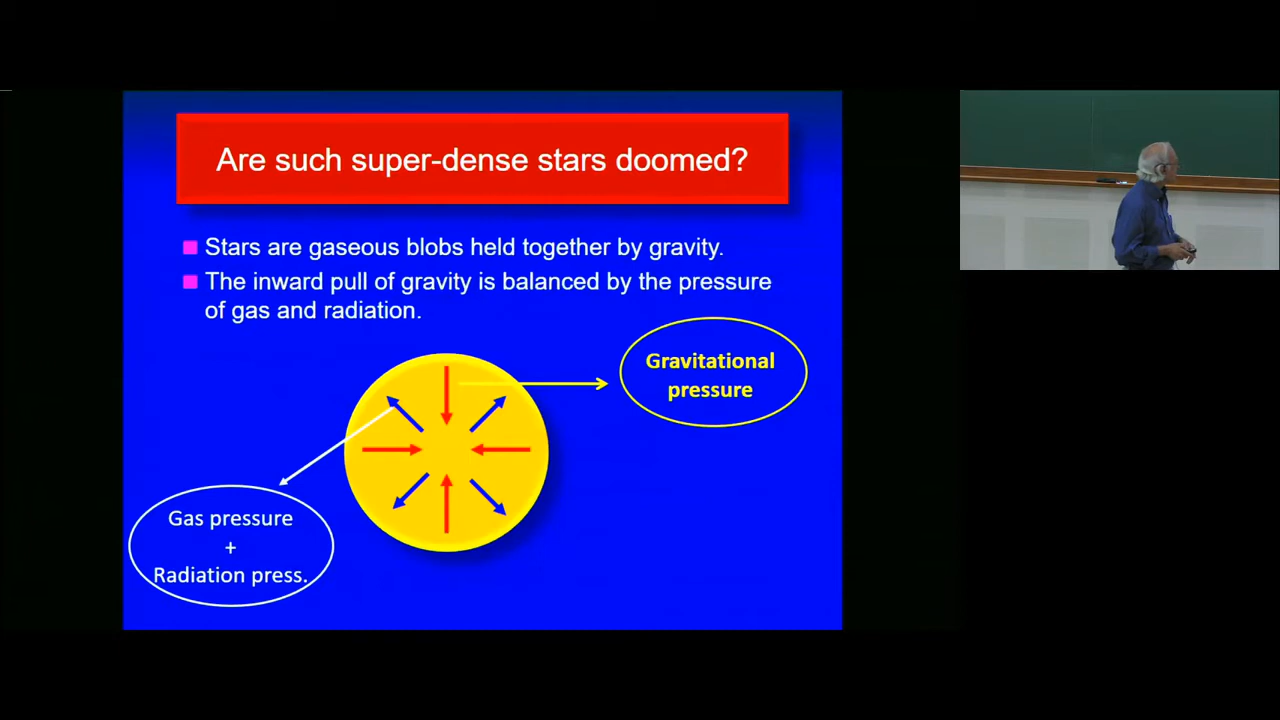 Are such super-dense stars doomed?
Stars are gaseous blobs held together by gravity.
The inward pull of gravity is balanced by the pressure
of gas and radiation.
Gravitational
pressure
Gas pressure
+
Radiation press.